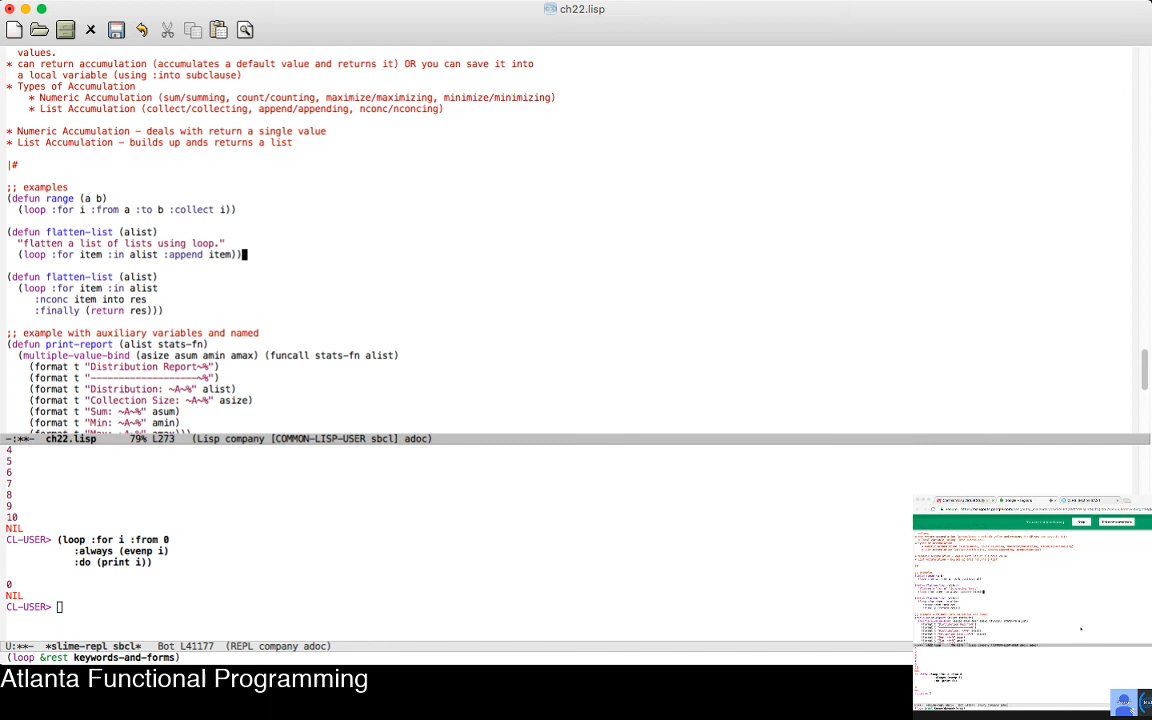 ch22.lisp
values.
* can return accumulation (accumulates a default value and returns it) OR you can save it into
a local variable (using :into subclause)
* Types of Accumulation
* Numeric Accumulation (sum/summing, count/counting, maximize/maximizing, minimize/minimizing)
* List Accumulation (collect/collecting, append/appending, nconc/nconcing)
* Numeric Accumulation - deals with return a single value
* List Accumulation - builds up ands returns a list
|#
;; examples
(defun range (a b)
(loop :for i :from a :to b :collect i))
(defun flatten-list (alist)
"flatten a list of lists using loop."
(loop :for item :in alist :append item))
(defun flatten-list (alist)
(loop :for item :in alist
:nconc item into res
:finally (return res)))
;; example with auxiliary variables and named
(defun print-report (alist stats-fn)
(multiple-value-bind (asize asum amin amax) (funcall stats-fn alist)
(format t "Distribution Report~%")
(format t "-------------------~%")
(format t "Distribution: ~A~%" alist)
(format t "Collection Size: ~A~%" asize)
(format t "Sum: ~A~%" asum)
(format t "Min: ~A~%" amin)
-:**- ch22.lisp 79% L273 (Lisp company [COMMON-LISP-USER sbcl] adoc)
4
5
6
7
8
9
10
NIL
CL-USER> (loop :for i :from 0
:always (evenp i)
:do (print i))
0
NIL
CL-USER>
U:**- *slime-repl sbcl* Bot L41177 (REPL company adoc)
(loop &rest keywords-and-forms)
Atlanta Functional Programming